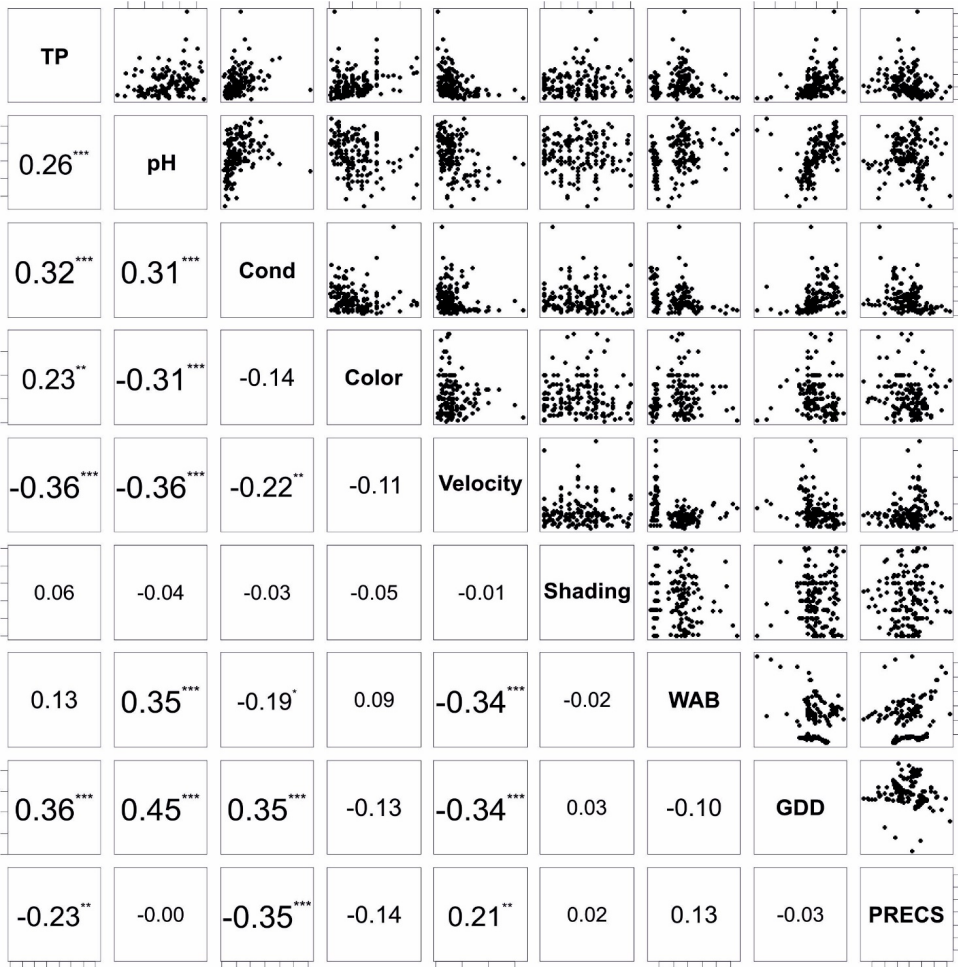 TP
0.26*** pH
0.32*** 0.31*** Cond
0.23** -0.31*** -0.14 Color
-0.36*** -0.36*** -0.22** -0.11 Velocity
0.06 -0.04 -0.03 -0.05 -0.01 Shading
0.13 0.35*** -0.19* 0.09 -0.34*** -0.02 WAB
0.36*** 0.45*** 0.35*** -0.13 -0.34*** 0.03 -0.10 GDD
-0.23** -0.00 -0.35*** -0.14 0.21** 0.02 0.13 -0.03 PRECS